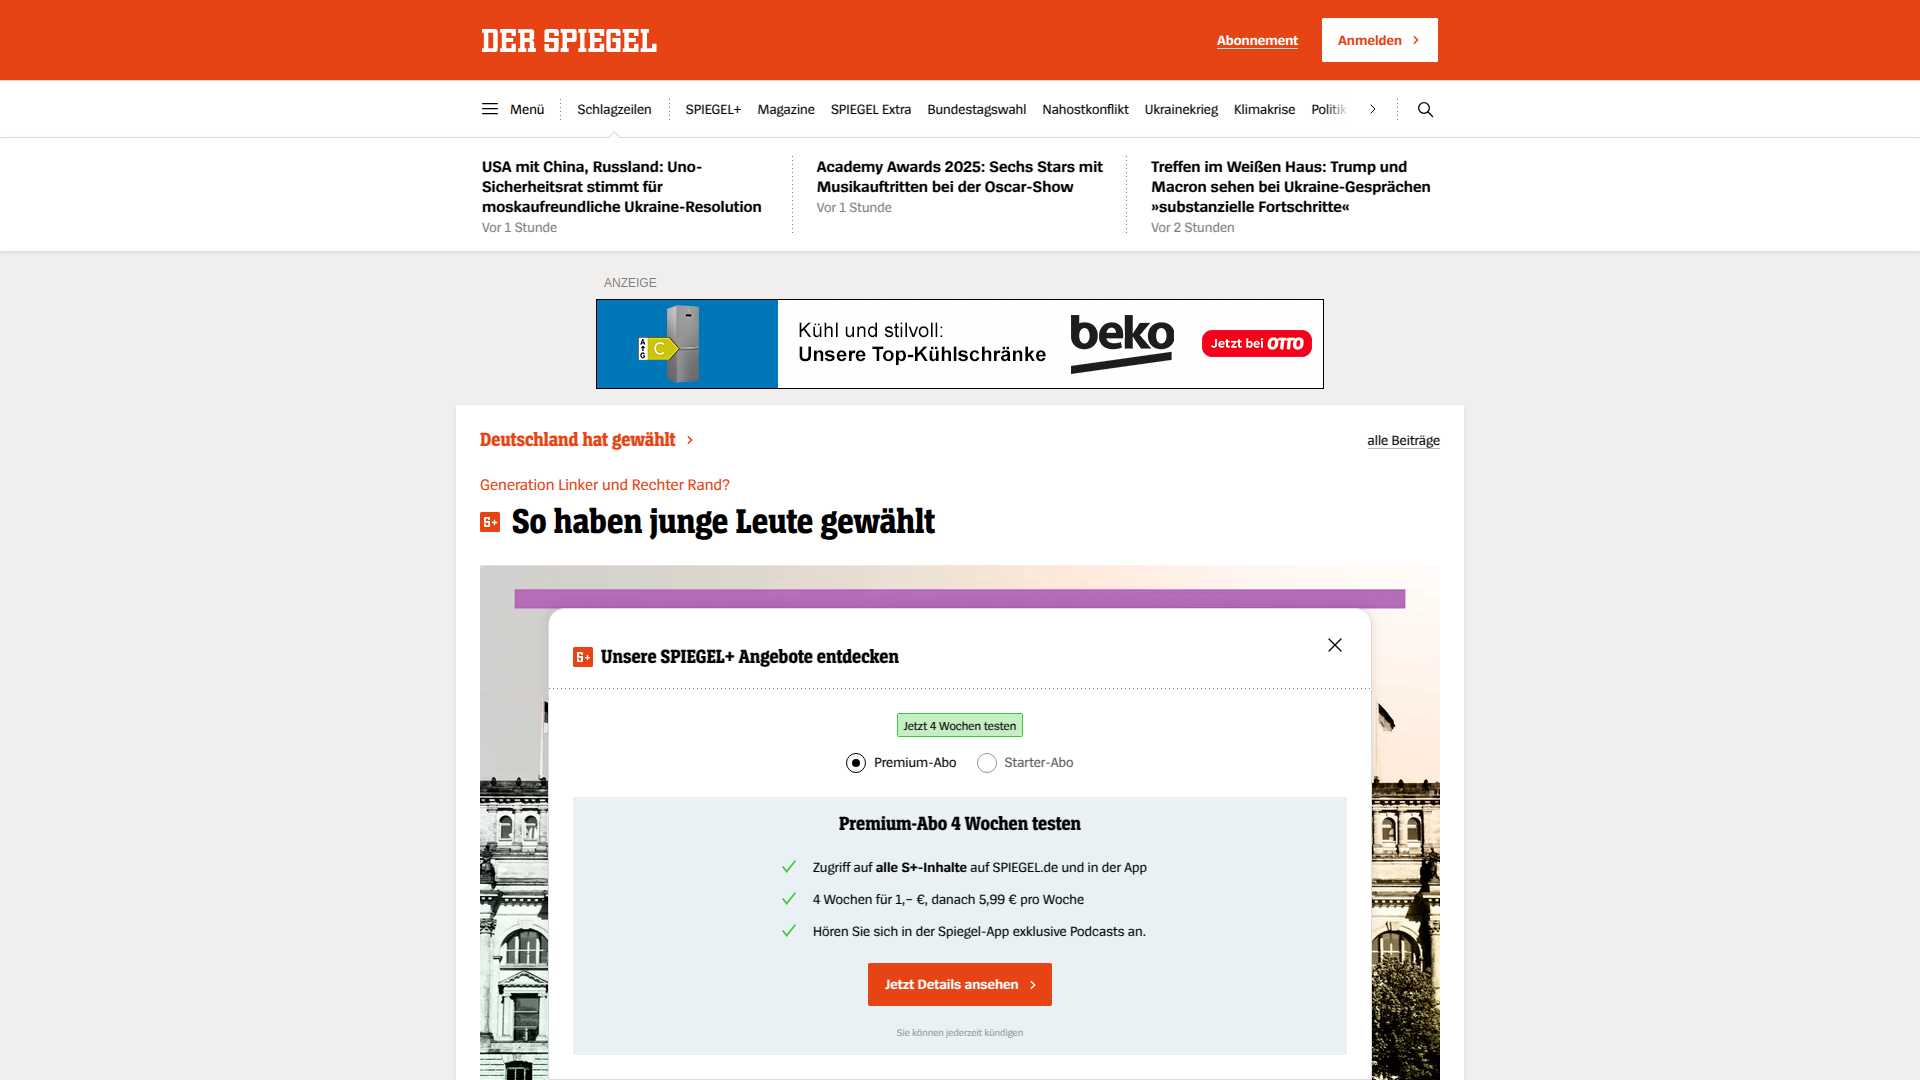 DER SPIEGEL
Abonnement
Anmelden
Menü
Schlagzeilen
SPIEGEL+
Magazine
SPIEGEL Extra
Bundestagswahl
Nahostkonflikt
Ukrainekrieg
Klimakrise
Politik
USA mit China, Russland: Uno-
Sicherheitsrat stimmt für
moskaufreundliche Ukraine-Resolution
Vor 1 Stunde
Academy Awards 2025: Sechs Stars mit
Musikauftritten bei der Oscar-Show
Vor 1 Stunde
Treffen im Weißen Haus: Trump und
Macron sehen bei Ukraine-Gesprächen
»substanzielle Fortschritte«
Vor 2 Stunden
ANZEIGE
A
G
C
Kühl und stilvoll:
Unsere Top-Kühlschränke
beko
Jetzt bei OTTO
Deutschland hat gewählt
alle Beiträge
Generation Linker und Rechter Rand?
S+ So haben junge Leute gewählt
S+ Unsere SPIEGEL+ Angebote entdecken
Jetzt 4 Wochen testen
Premium-Abo
Starter-Abo
Premium-Abo 4 Wochen testen
Zugriff auf alle S+-Inhalte auf SPIEGEL.de und in der App
4 Wochen für 1,– €, danach 5,99 € pro Woche
Hören Sie sich in der Spiegel-App exklusive Podcasts an.
Jetzt Details ansehen
Sie können jederzeit kündigen